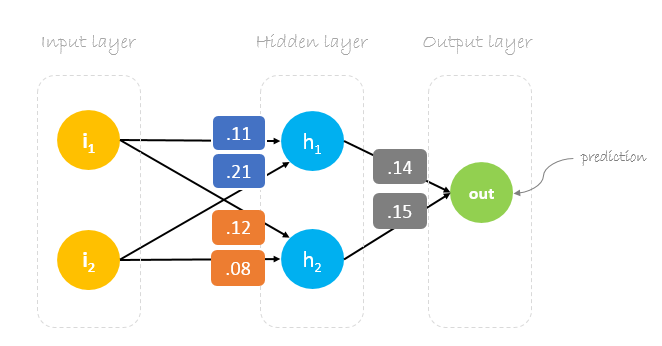 Input layer
Hidden layer
Output layer
i1
i2
.11
.21
.12
.08
h1
h2
.14
.15
out
prediction